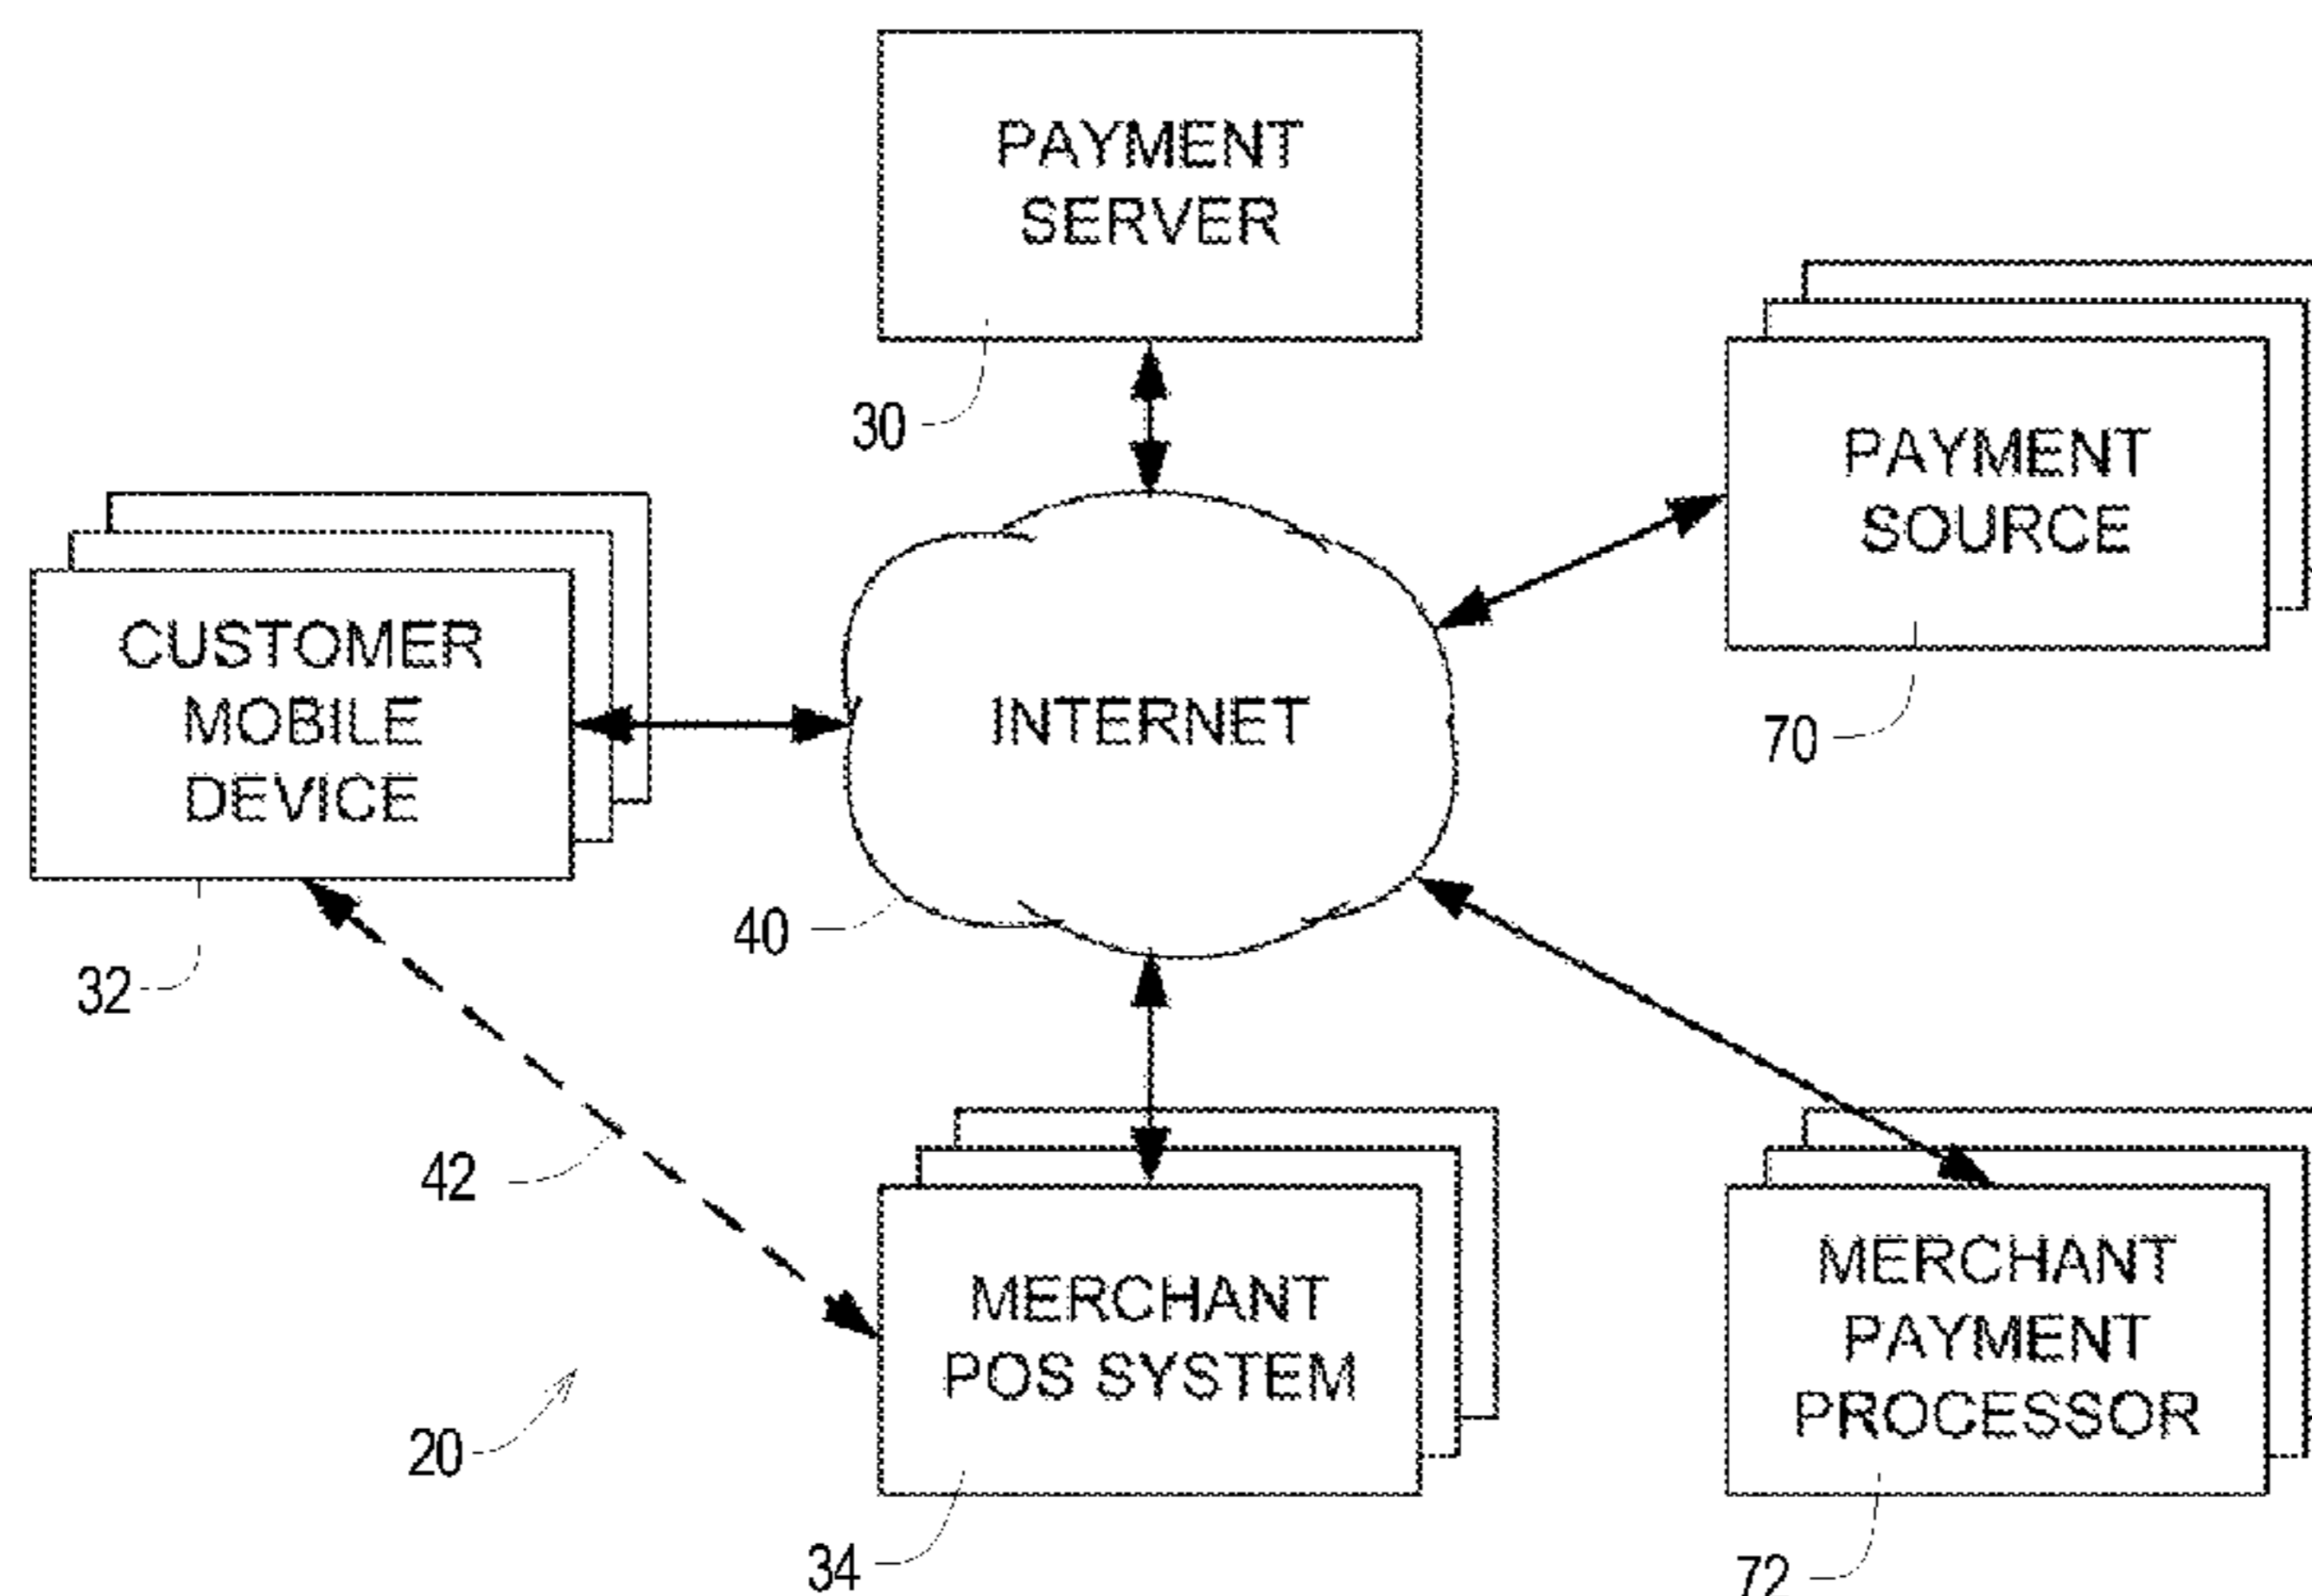 PAYMENT
SERVER
30
PAYMENT
SOURCE
70
CUSTOMER
MOBILE
DEVICE
32
INTERNET
40
42
20
MERCHANT
POS SYSTEM
34
MERCHANT
PAYMENT
PROCESSOR
72